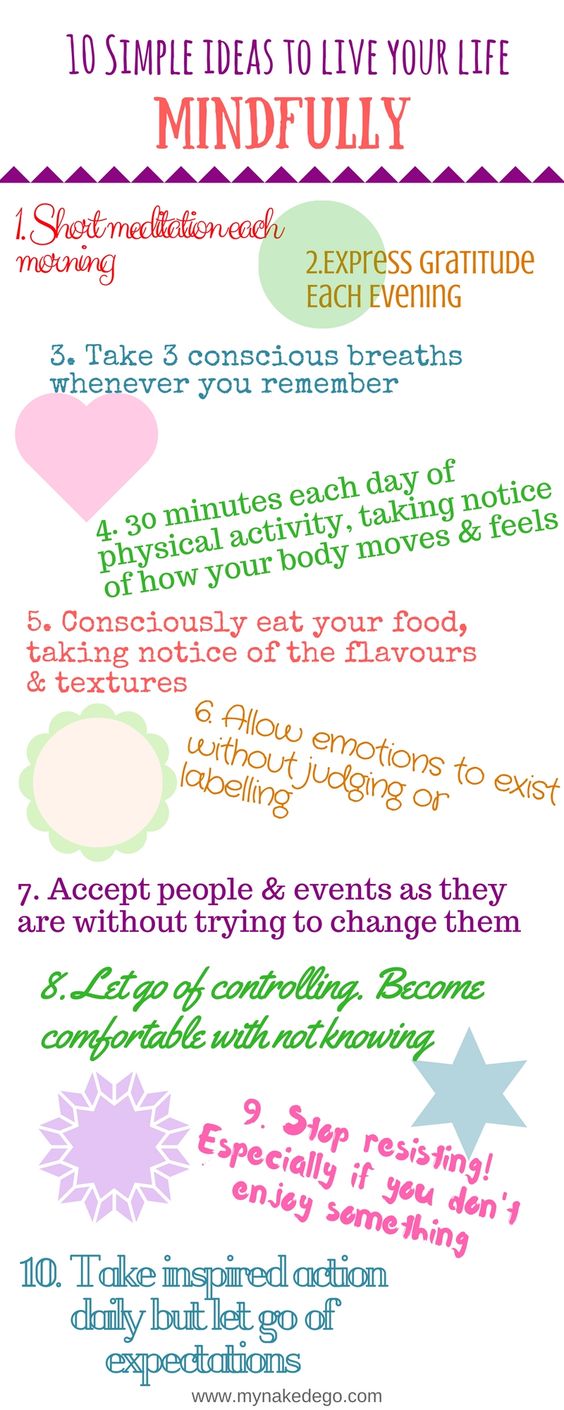 10 Simple ideas to live your life
MINDFULLY
1. Short meditation each
morning
2.Express Gratitude
Each Evening
3. Take 3 conscious breaths
whenever you remember
4. 30 minutes each day of
physical activity, taking notice
of how your body moves & feels
5. Consciously eat your food,
taking notice of the flavours
& textures
6. Allow emotions to exist
without judging or
labelling
7. Accept people & events as they
are without trying to change them
8. Let go of controlling. Become
comfortable with not knowing
9. Stop resisting!
Especially if you don't
enjoy something
10. Take inspired action
daily but let go of
expectations
www.mynakedego.com